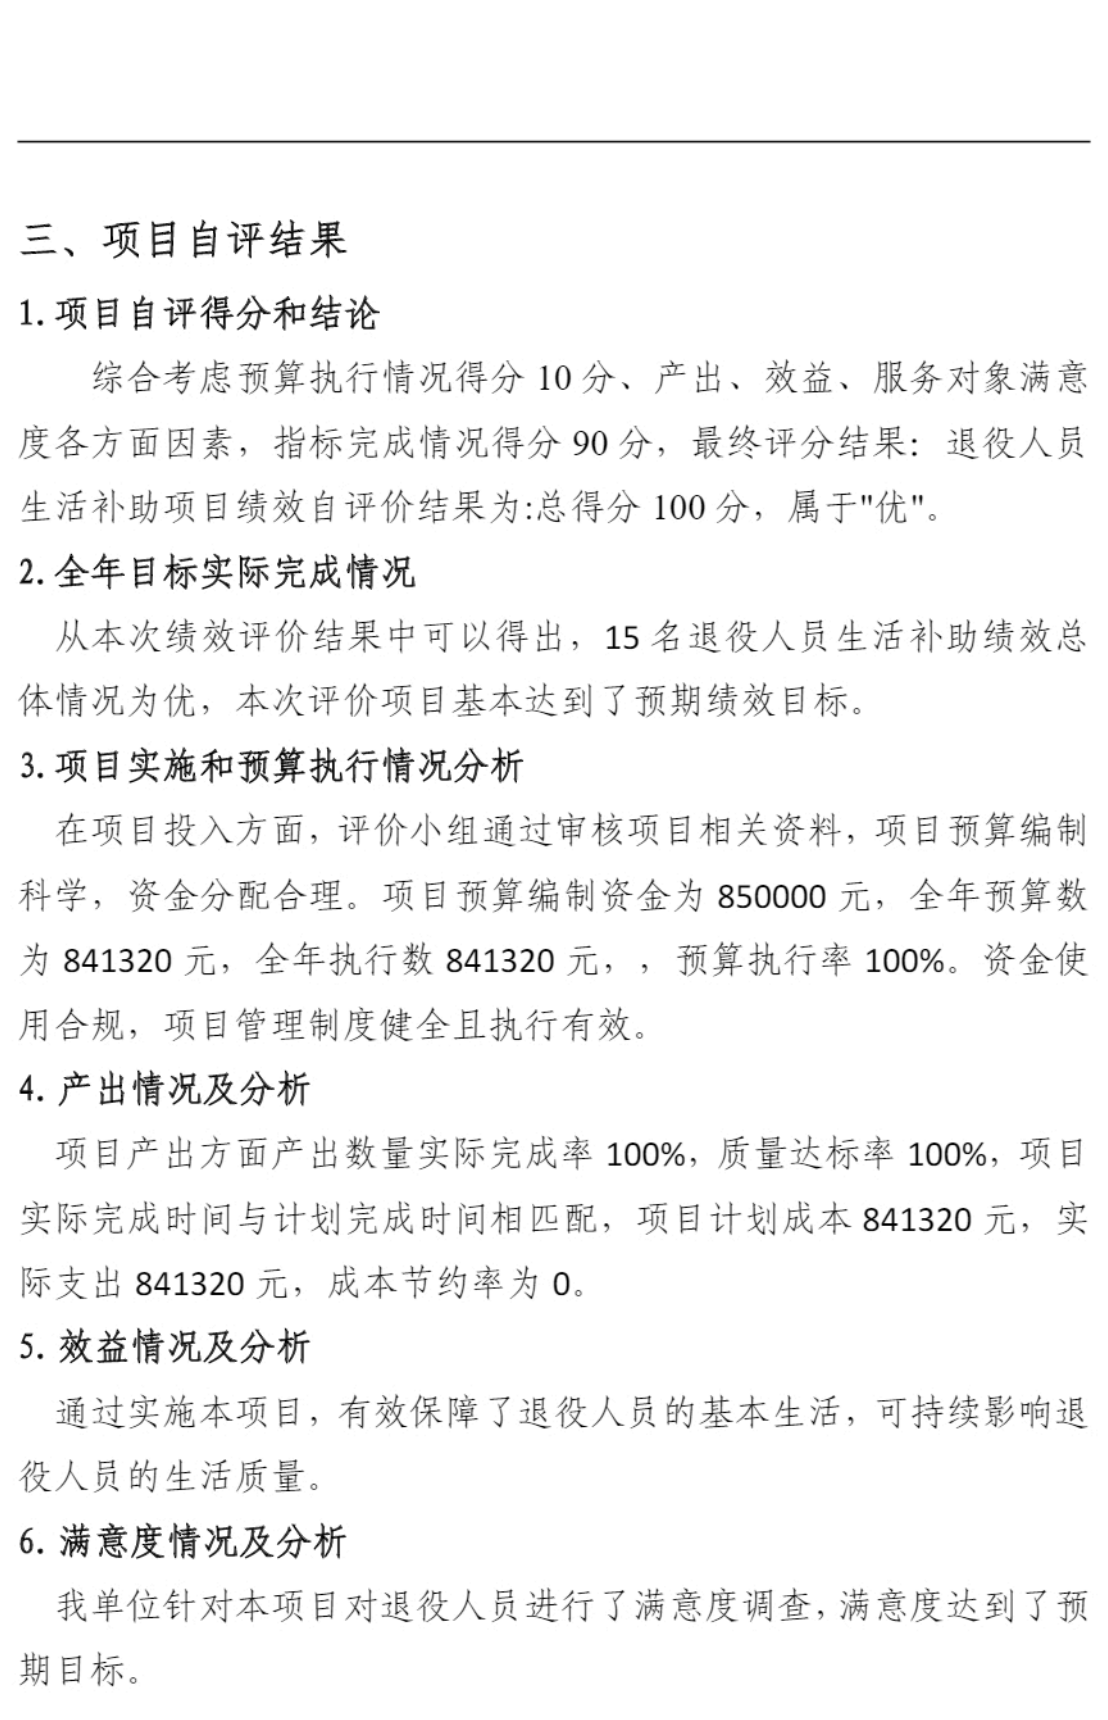 三、项目自评结果
1.项目自评得分和结论
综合考虑预算执行情况得分 10 分、产出、效益、服务对象满意
度各方面因素，指标完成情况得分 90 分，最终评分结果：退役人员
生活补助项目绩效自评价结果为:总得分 100 分，属于"优"。
2.全年目标实际完成情况
从本次绩效评价结果中可以得出，15 名退役人员生活补助绩效总
体情况为优，本次评价项目基本达到了预期绩效目标。
3.项目实施和预算执行情况分析
在项目投入方面，评价小组通过审核项目相关资料，项目预算编制
科学，资金分配合理。项目预算编制资金为 850000 元，全年预算数
为 841320 元，全年执行数 841320 元，，预算执行率 100%。资金使
用合规，项目管理制度健全且执行有效。
4. 产出情况及分析
项目产出方面产出数量实际完成率 100%，质量达标率 100%，项目
实际完成时间与计划完成时间相匹配，项目计划成本 841320 元，实
际支出 841320 元，成本节约率为 0。
5. 效益情况及分析
通过实施本项目，有效保障了退役人员的基本生活，可持续影响退
役人员的生活质量。
6. 满意度情况及分析
我单位针对本项目对退役人员进行了满意度调查，满意度达到了预
期目标。